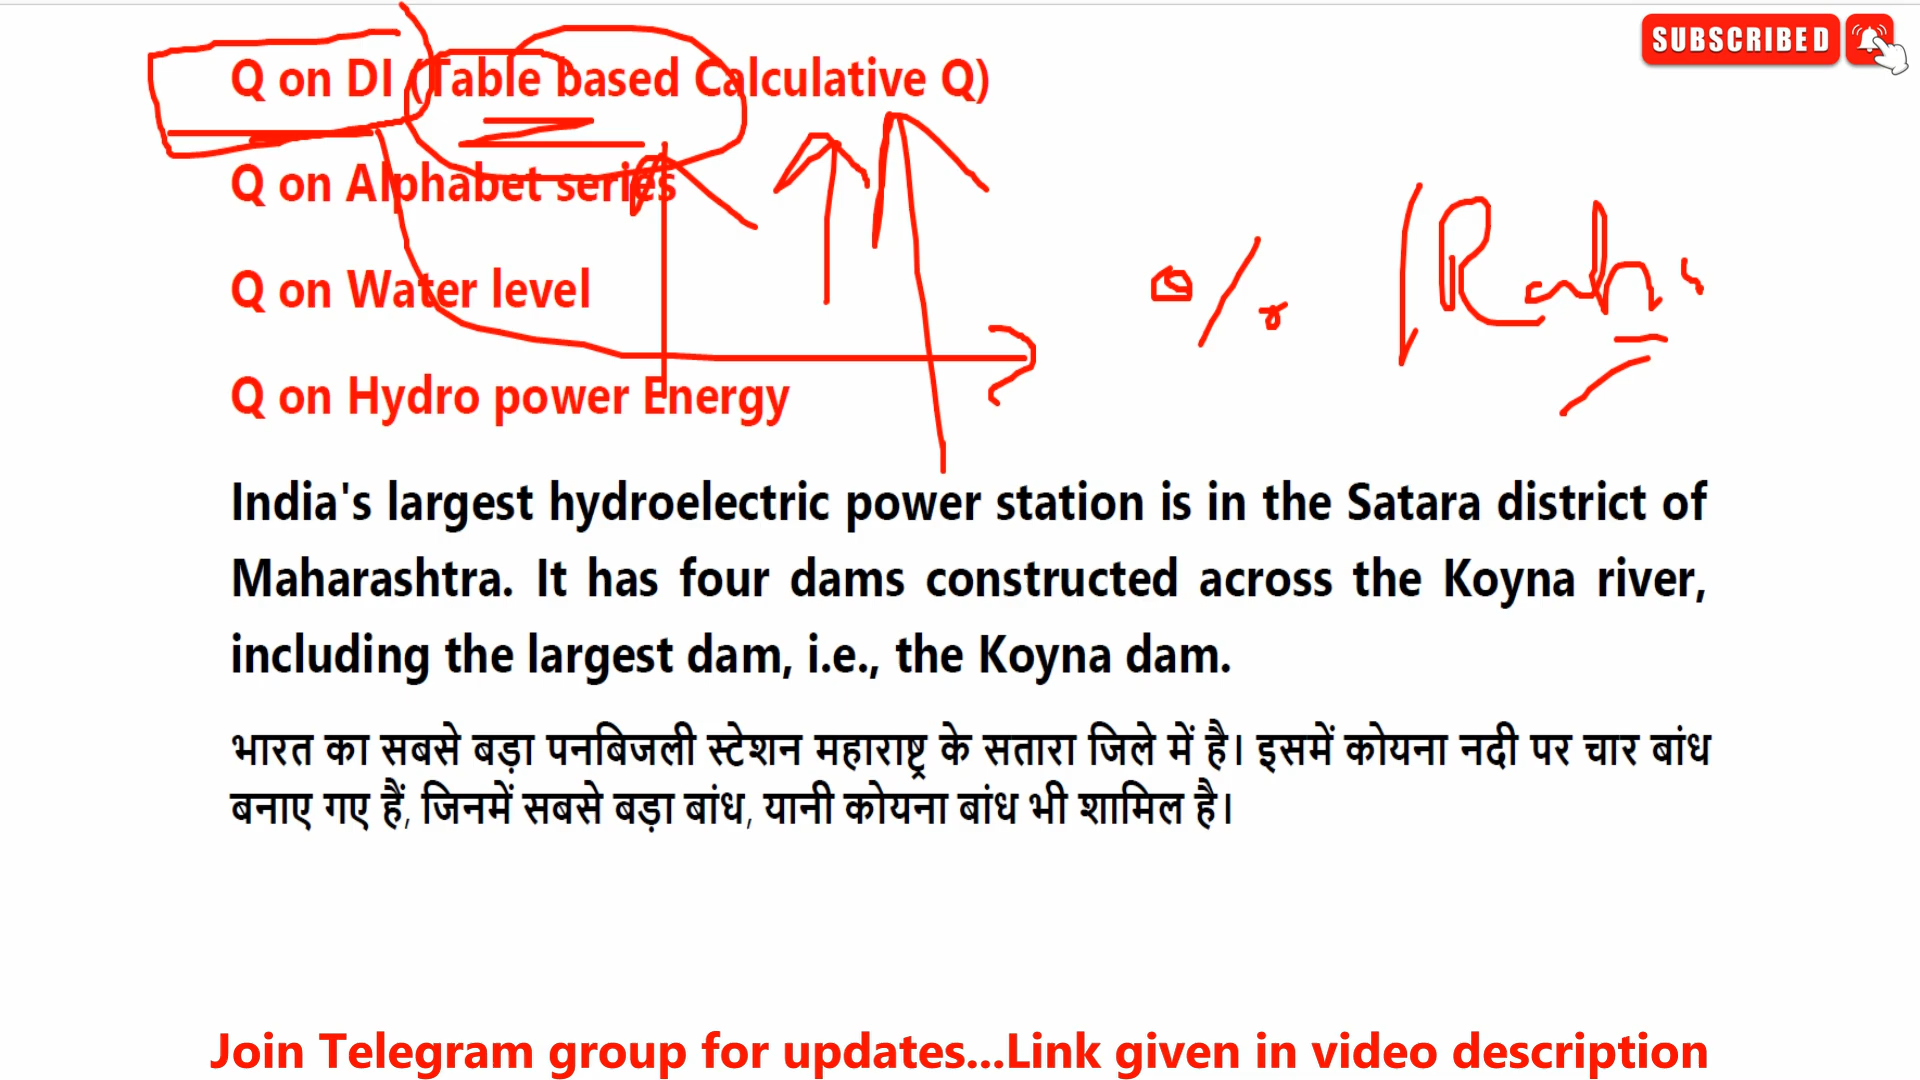 SUBSCRIBED
Q on DI (Table based Calculative Q)
Q on Alphabet series
Q on Water level
Q on Hydro power Energy
India's largest hydroelectric power station is in the Satara district of
Maharashtra. It has four dams constructed across the Koyna river,
including the largest dam, i.e., the Koyna dam.
भारत का सबसे बड़ा पनबिजली स्टेशन महाराष्ट्र के सतारा जिले में है। इसमें कोयना नदी पर चार बांध
बनाए गए हैं, जिनमें सबसे बड़ा बांध, यानी कोयना बांध भी शामिल है।
Join Telegram group for updates...Link given in video description